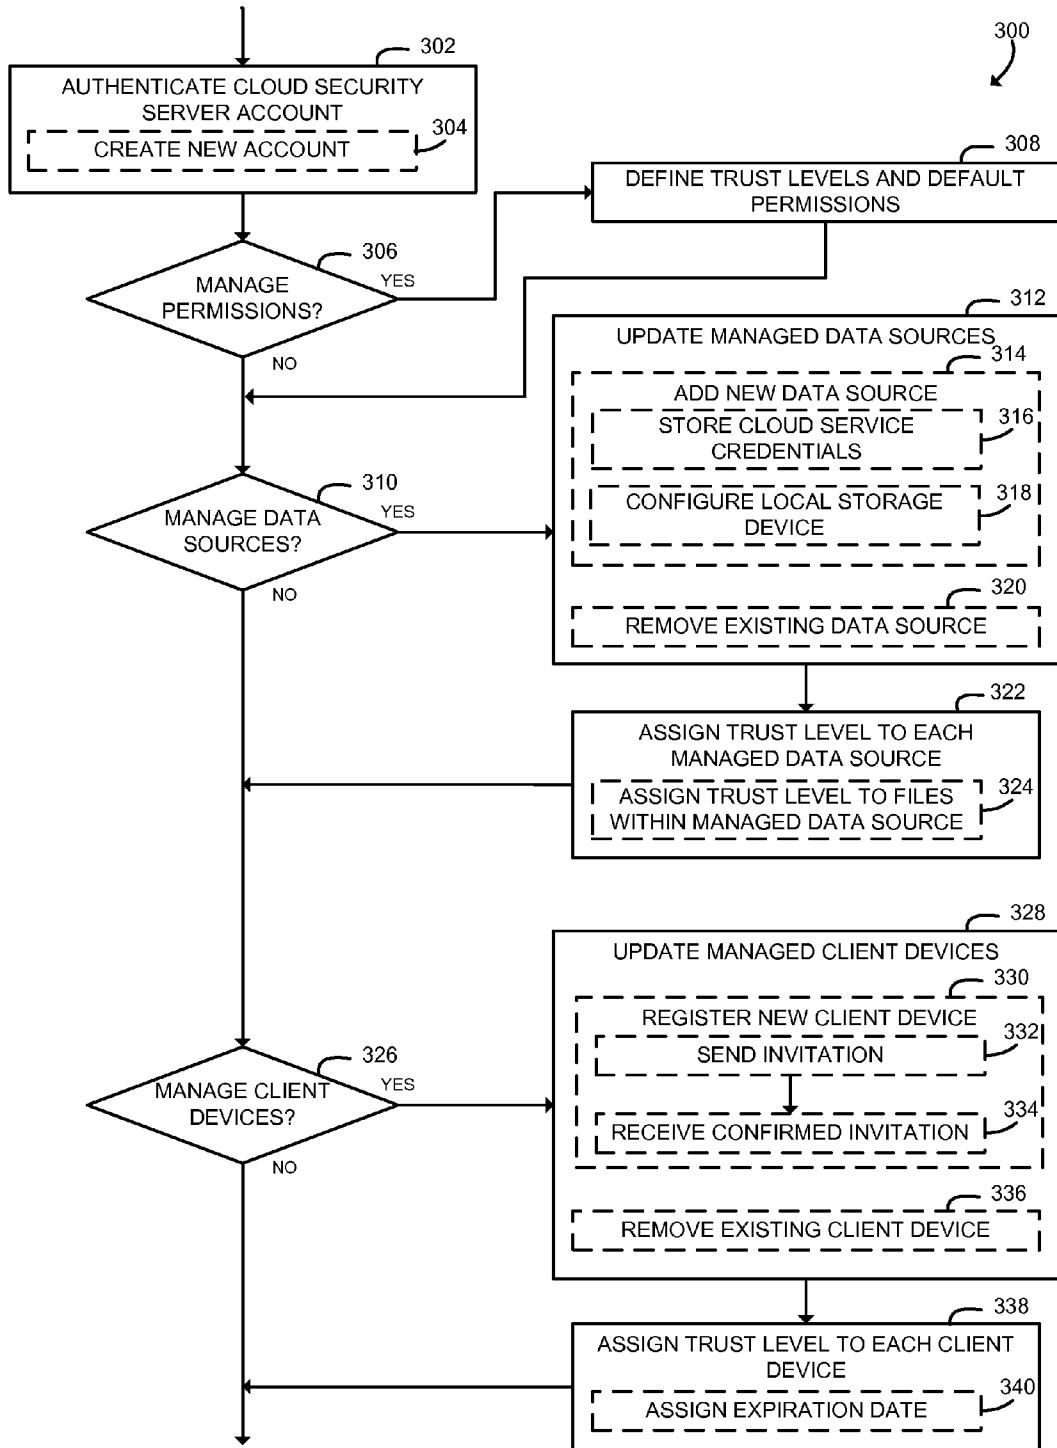 300
302
AUTHENTICATE CLOUD SECURITY
SERVER ACCOUNT
304
CREATE NEW ACCOUNT
308
DEFINE TRUST LEVELS AND DEFAULT
PERMISSIONS
306
MANAGE
PERMISSIONS?
YES
NO
312
UPDATE MANAGED DATA SOURCES
314
ADD NEW DATA SOURCE
316
STORE CLOUD SERVICE
CREDENTIALS
318
CONFIGURE LOCAL STORAGE
DEVICE
310
MANAGE DATA
SOURCES?
YES
NO
320
REMOVE EXISTING DATA SOURCE
322
ASSIGN TRUST LEVEL TO EACH
MANAGED DATA SOURCE
324
ASSIGN TRUST LEVEL TO FILES
WITHIN MANAGED DATA SOURCE
328
UPDATE MANAGED CLIENT DEVICES
330
REGISTER NEW CLIENT DEVICE
332
SEND INVITATION
334
RECEIVE CONFIRMED INVITATION
326
MANAGE CLIENT
DEVICES?
YES
NO
336
REMOVE EXISTING CLIENT DEVICE
338
ASSIGN TRUST LEVEL TO EACH CLIENT
DEVICE
340
ASSIGN EXPIRATION DATE